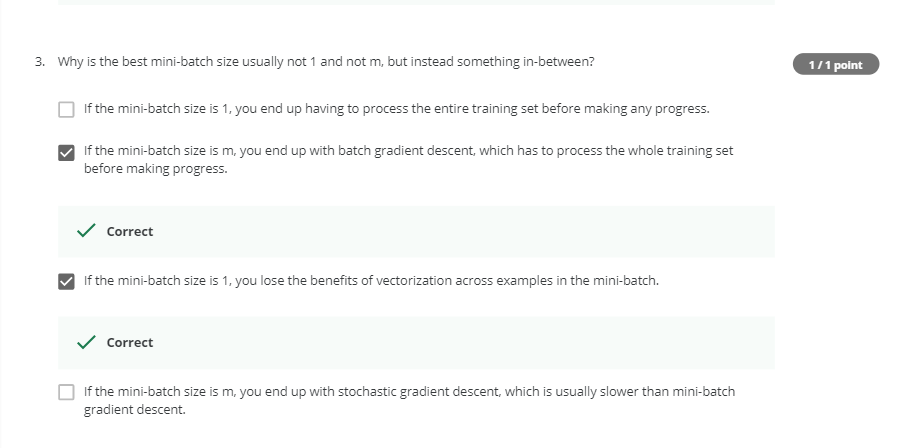 3. Why is the best mini-batch size usually not 1 and not m, but instead something in-between?
1 / 1 point
If the mini-batch size is 1, you end up having to process the entire training set before making any progress.
If the mini-batch size is m, you end up with batch gradient descent, which has to process the whole training set
before making progress.
Correct
If the mini-batch size is 1, you lose the benefits of vectorization across examples in the mini-batch.
Correct
If the mini-batch size is m, you end up with stochastic gradient descent, which is usually slower than mini-batch
gradient descent.